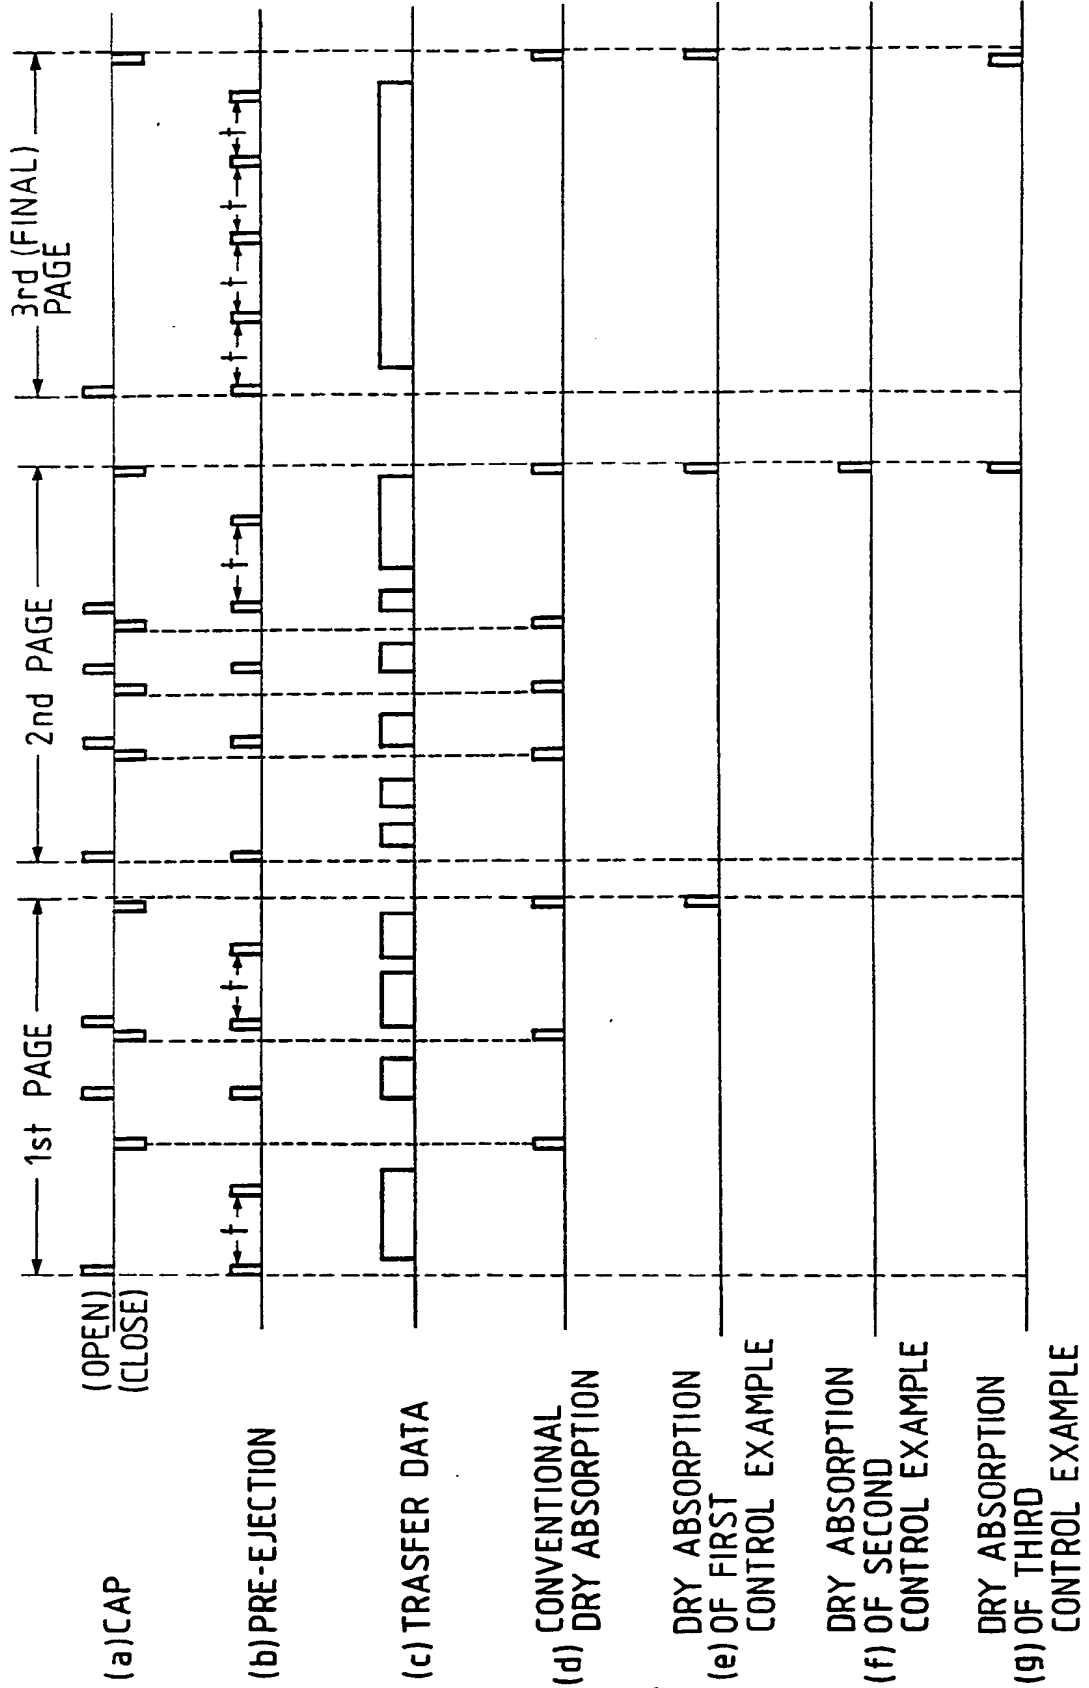 1st PAGE
2nd PAGE
3rd (FINAL)
PAGE
(OPEN)
(CLOSE)
(a) CAP
t
t
t
t
t
t
t
(b) PRE-EJECTION
(c) TRASFER DATA
(d) CONVENTIONAL
DRY ABSORPTION
DRY ABSORPTION
(e) OF FIRST
CONTROL EXAMPLE
DRY ABSORPTION
(f) OF SECOND
CONTROL EXAMPLE
DRY ABSORPTION
(g) OF THIRD
CONTROL EXAMPLE